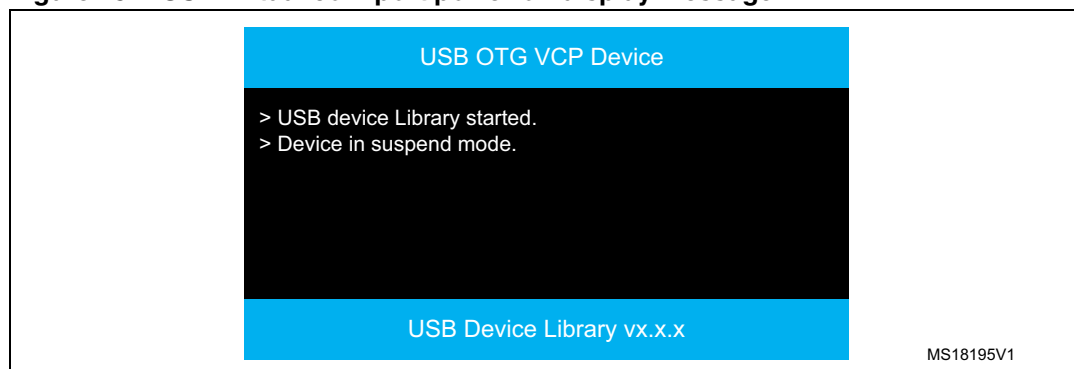 USB OTG VCP Device
> USB device Library started.
> Device in suspend mode.
USB Device Library vx.x.x
MS18195V1